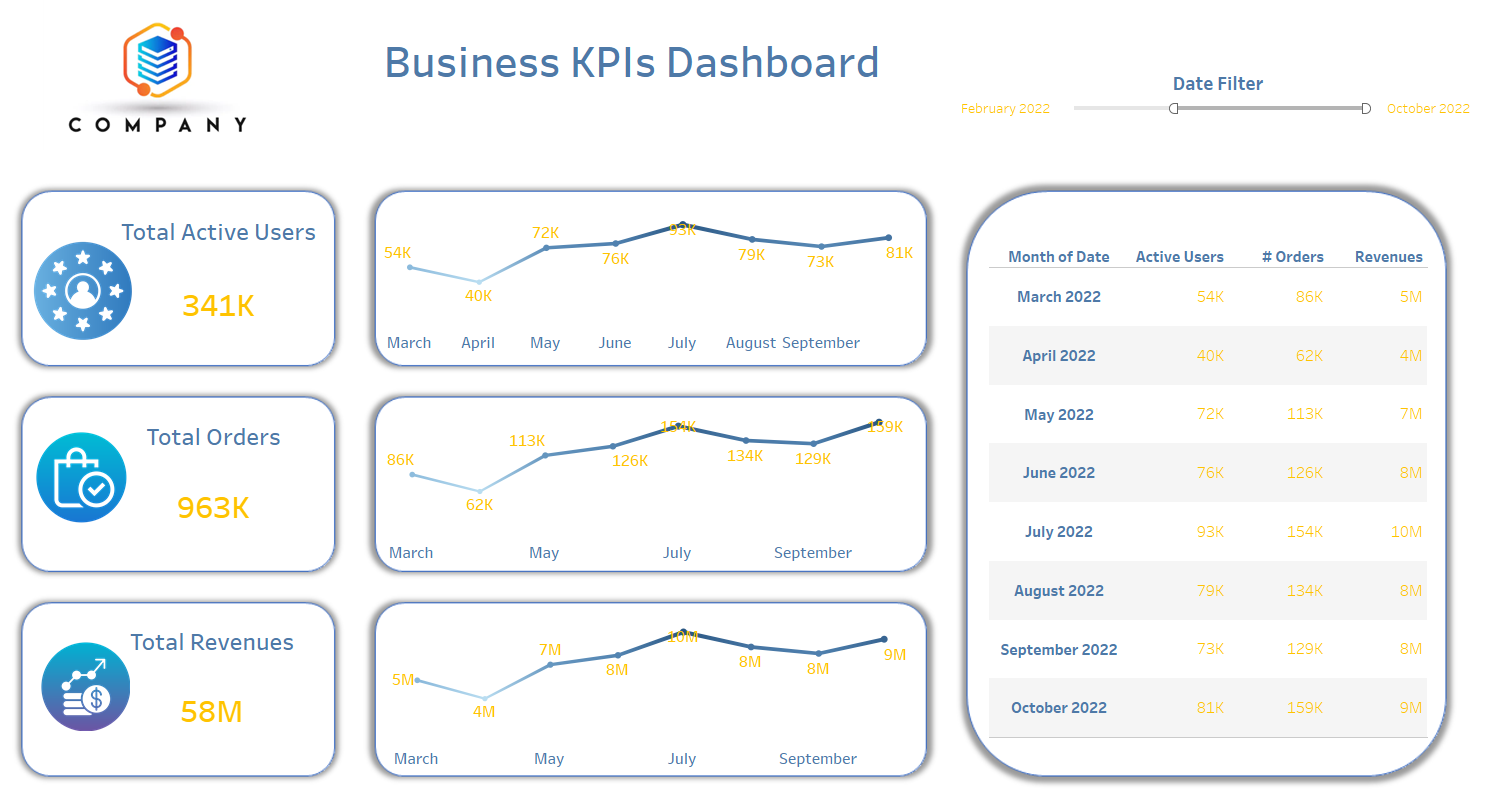 Business KPIs Dashboard
COMPANY
Date Filter
February 2022
October 2022
Total Active Users
341K
54K
40K
72K
76K
93K
79K
73K
81K
March April May June July August September
Total Orders
963K
86K
62K
113K
126K
154K
134K
129K
159K
March May July September
Total Revenues
58M
5M
4M
7M
8M
10M
8M
8M
9M
March May July September
Month of Date Active Users # Orders Revenues
March 2022 54K 86K 5M
April 2022 40K 62K 4M
May 2022 72K 113K 7M
June 2022 76K 126K 8M
July 2022 93K 154K 10M
August 2022 79K 134K 8M
September 2022 73K 129K 8M
October 2022 81K 159K 9M